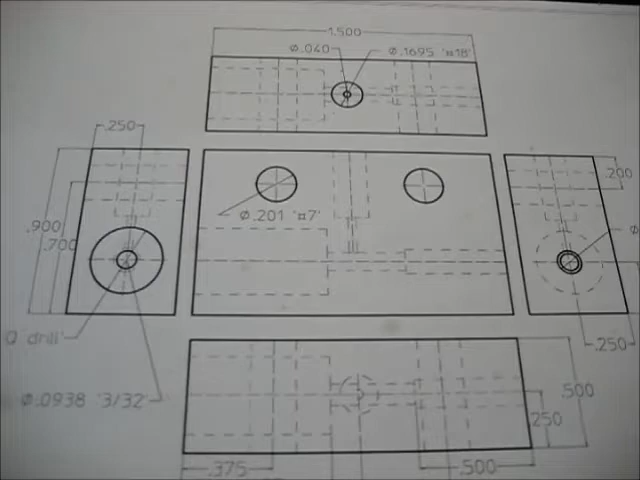 1.500
Ø.040
Ø.1695 '¤18'
.250
.200
Ø.201 '¤7'
.900
.700
Ø
Q drill'
.250
Ø.0938 '3/32
.500
.250
.375
.500